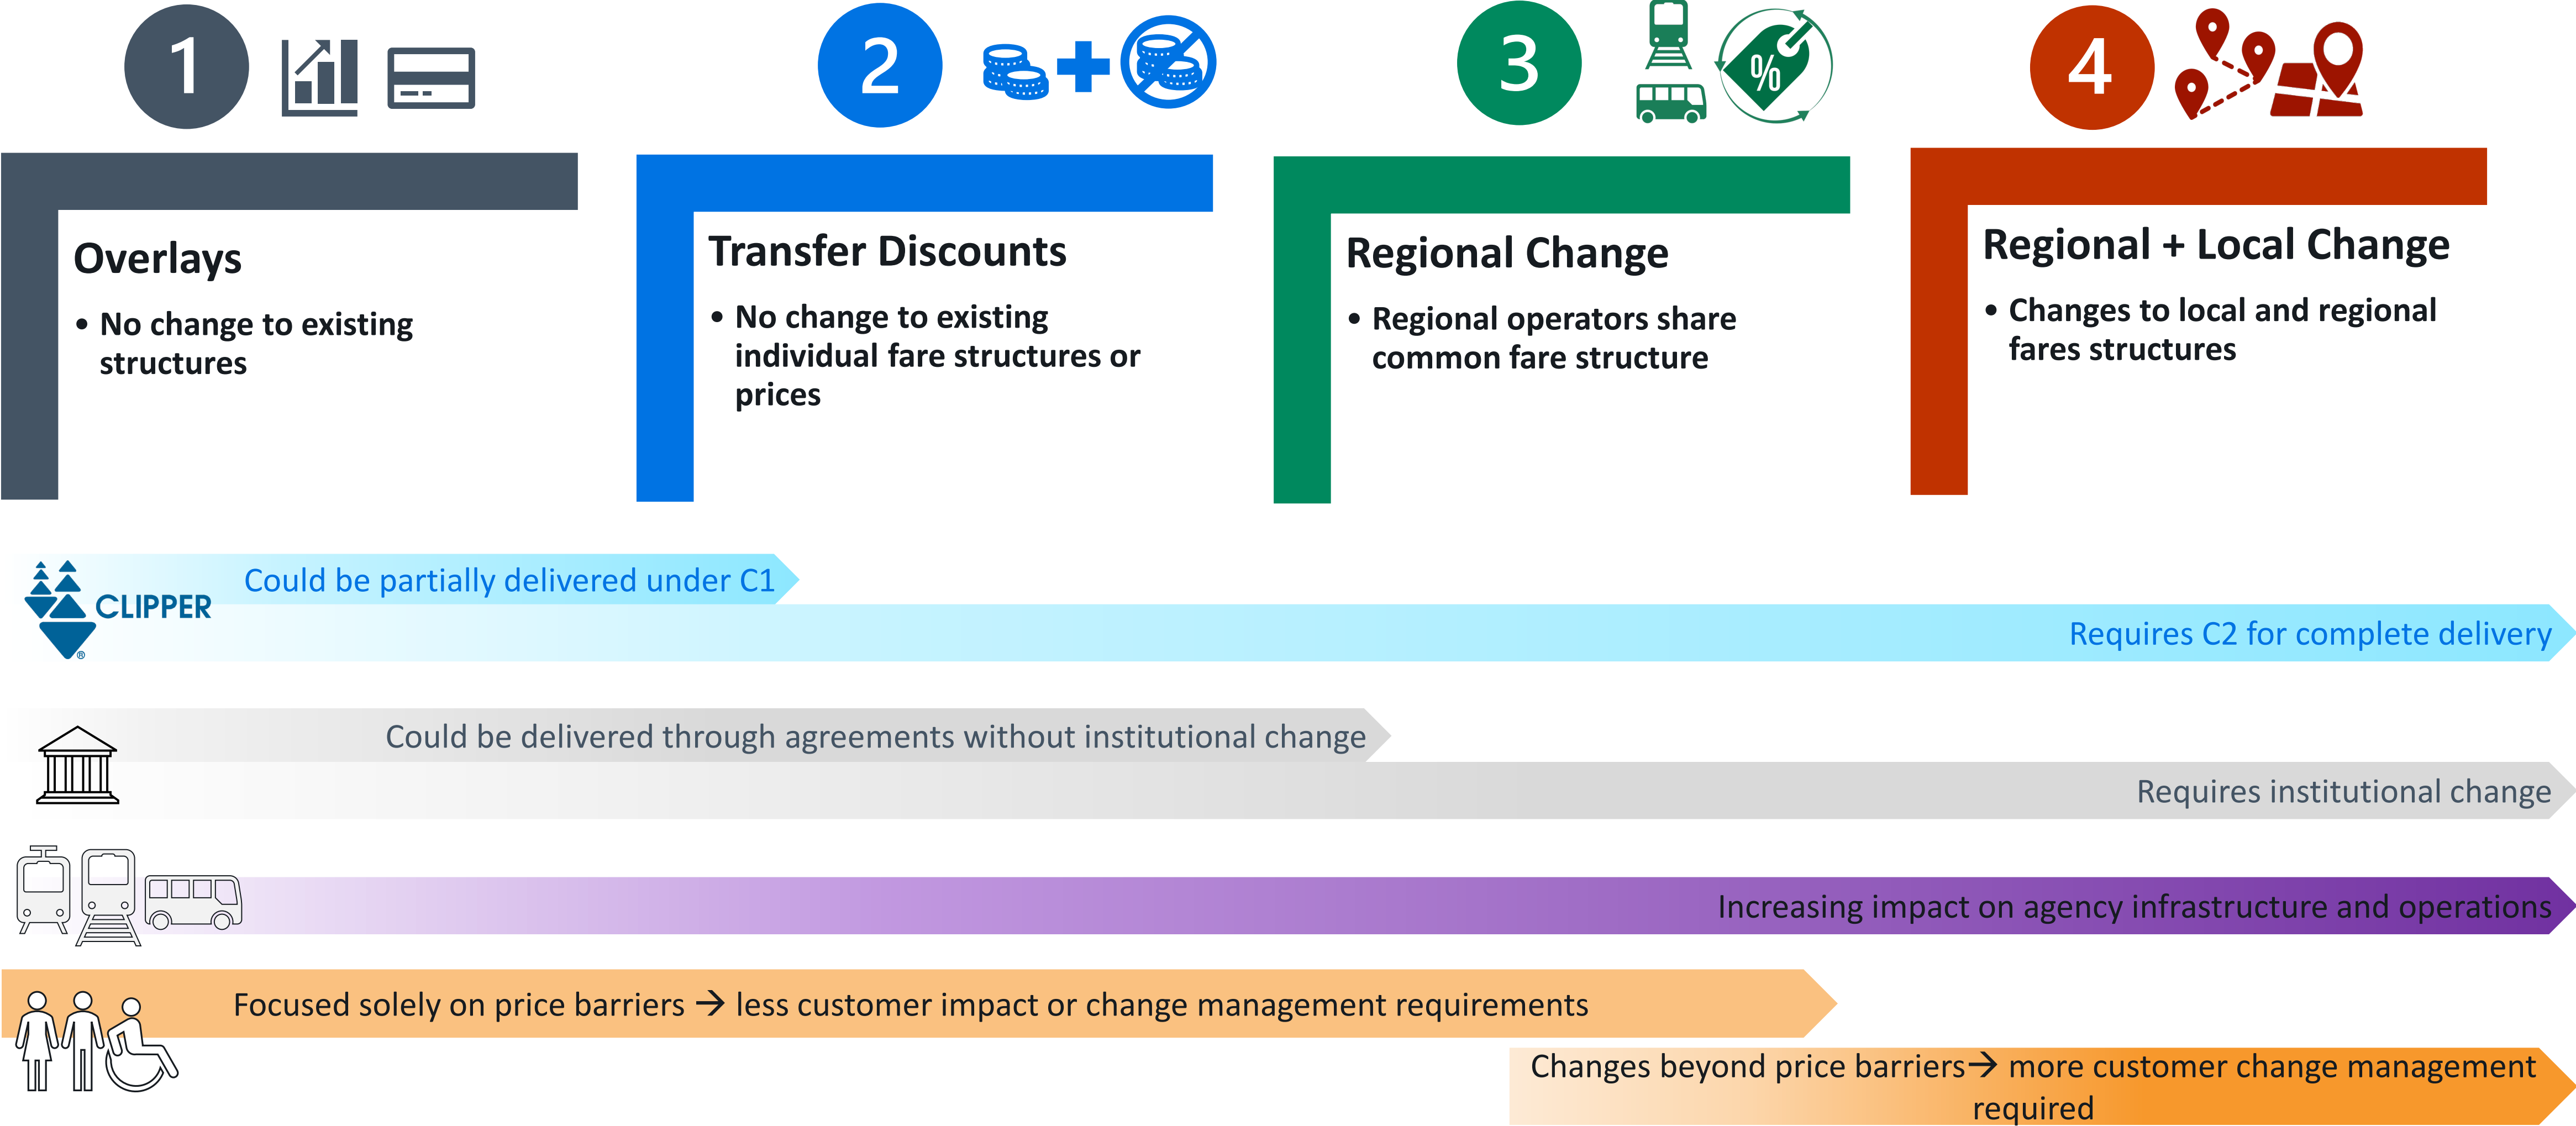 1
2
3
%
4
Overlays
• No change to existing
structures
Transfer Discounts
• No change to existing
individual fare structures or
prices
Regional Change
• Regional operators share
common fare structure
Regional + Local Change
• Changes to local and regional
fares structures
CLIPPER
®
Could be partially delivered under C1
Requires C2 for complete delivery
Could be delivered through agreements without institutional change
Requires institutional change
Increasing impact on agency infrastructure and operations
Focused solely on price barriers → less customer impact or change management requirements
Changes beyond price barriers→ more customer change management
required